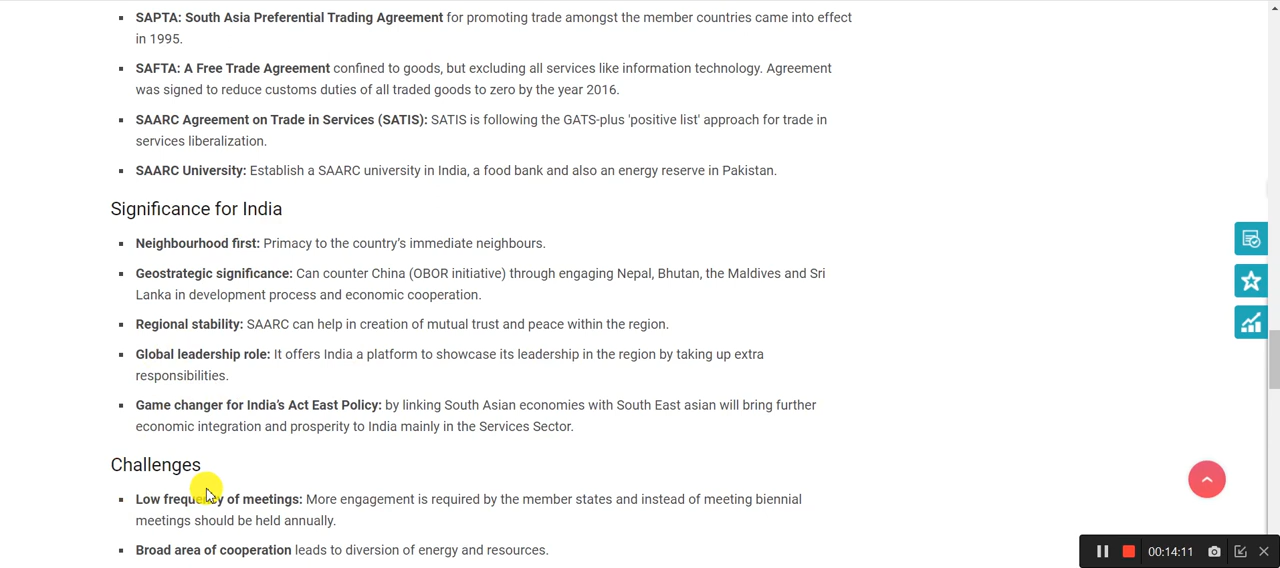 SAPTA: South Asia Preferential Trading Agreement for promoting trade amongst the member countries came into effect
in 1995.
SAFTA: A Free Trade Agreement confined to goods, but excluding all services like information technology. Agreement
was signed to reduce customs duties of all traded goods to zero by the year 2016.
SAARC Agreement on Trade in Services (SATIS): SATIS is following the GATS-plus 'positive list' approach for trade in
services liberalization.
SAARC University: Establish a SAARC university in India, a food bank and also an energy reserve in Pakistan.
Significance for India
Neighbourhood first: Primacy to the country's immediate neighbours.
Geostrategic significance: Can counter China (OBOR initiative) through engaging Nepal, Bhutan, the Maldives and Sri
Lanka in development process and economic cooperation.
Regional stability: SAARC can help in creation of mutual trust and peace within the region.
Global leadership role: It offers India a platform to showcase its leadership in the region by taking up extra
responsibilities.
Game changer for India's Act East Policy: by linking South Asian economies with South East asian will bring further
economic integration and prosperity to India mainly in the Services Sector.
Challenges
Low frequency of meetings: More engagement is required by the member states and instead of meeting biennial
meetings should be held annually.
Broad area of cooperation leads to diversion of energy and resources.
00:14:11